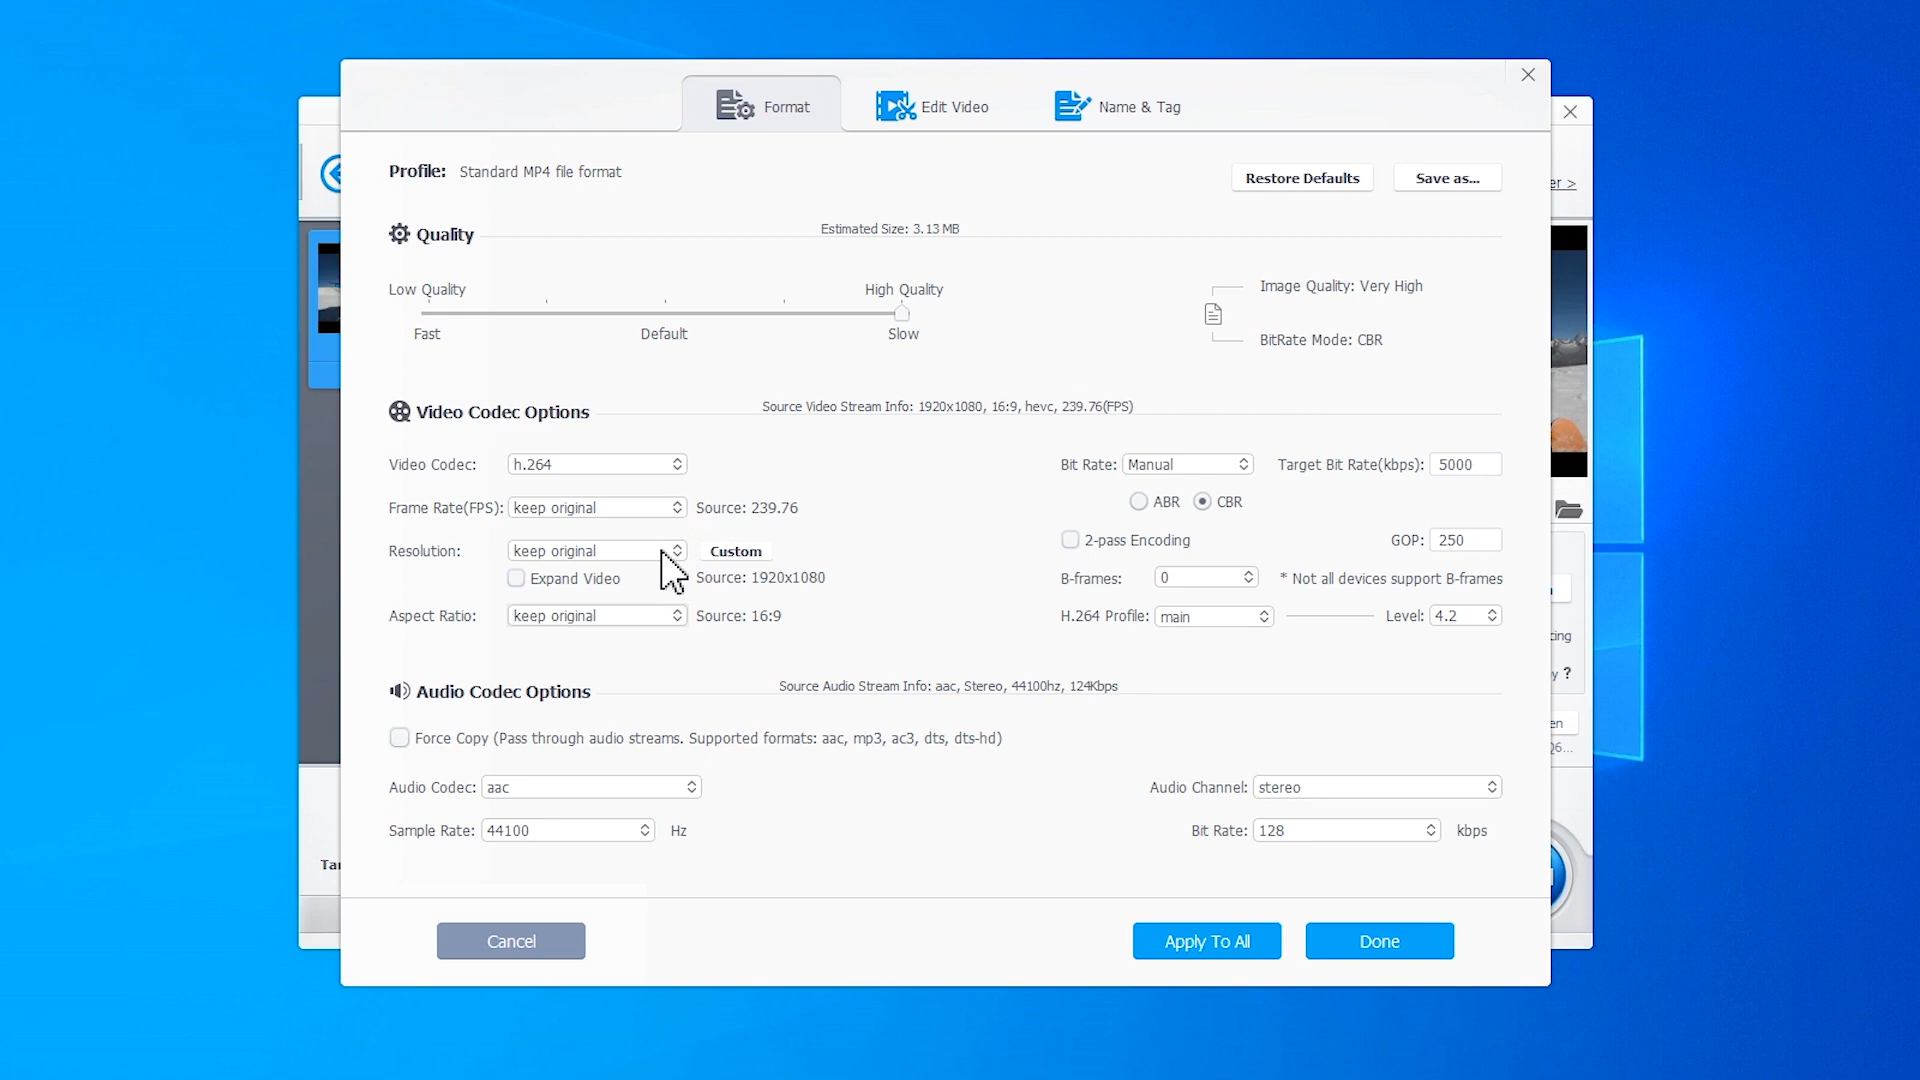 Format
Edit Video
Name & Tag
Profile: Standard MP4 file format
Restore Defaults
Save as...
er >
Quality
Estimated Size: 3.13 MB
Low Quality
High Quality
Fast
Default
Slow
Image Quality: Very High
BitRate Mode: CBR
Video Codec Options
Source Video Stream Info: 1920x1080, 16:9, hevc, 239.76(FPS)
Video Codec: h.264
Bit Rate: Manual
Target Bit Rate(kbps): 5000
ABR
CBR
Frame Rate(FPS): keep original
Source: 239.76
Resolution: keep original
Custom
2-pass Encoding
GOP: 250
Expand Video
Source: 1920x1080
B-frames: 0
* Not all devices support B-frames
Aspect Ratio: keep original
Source: 16:9
H.264 Profile: main
Level: 4.2
y ?
Audio Codec Options
Source Audio Stream Info: aac, Stereo, 44100hz, 124Kbps
Force Copy (Pass through audio streams. Supported formats: aac, mp3, ac3, dts, dts-hd)
en
Audio Codec: aac
Audio Channel: stereo
Sample Rate: 44100
Hz
Bit Rate: 128
kbps
Tar
Cancel
Apply To All
Done